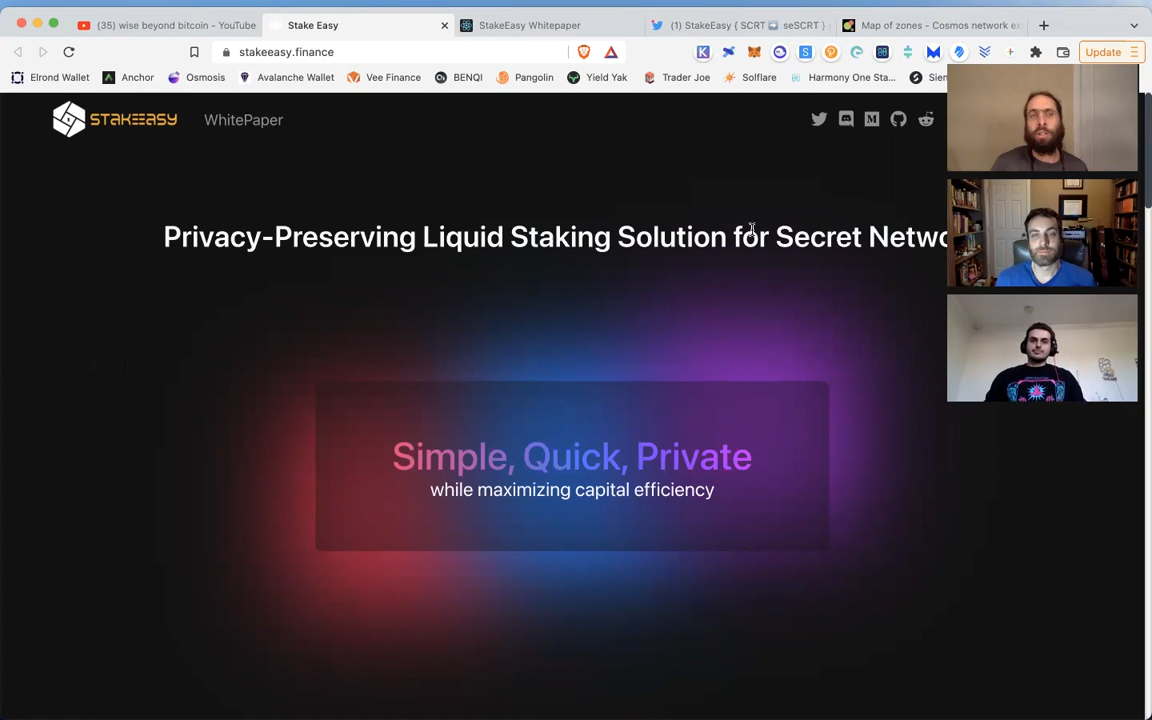 (35) wise beyond bitcoin - YouTube
Stake Easy
StakeEasy Whitepaper
(1) StakeEasy { SCRT ➡ seSCRT }
Map of zones - Cosmos network ex
stakeeasy.finance
Update
Elrond Wallet
Anchor
Osmosis
Avalanche Wallet
Vee Finance
BENQI
Pangolin
Yield Yak
Trader Joe
Solflare
Harmony One Sta...
Sien
STAKEEASY
WhitePaper
Privacy-Preserving Liquid Staking Solution for Secret Netwo
Simple, Quick, Private
while maximizing capital efficiency